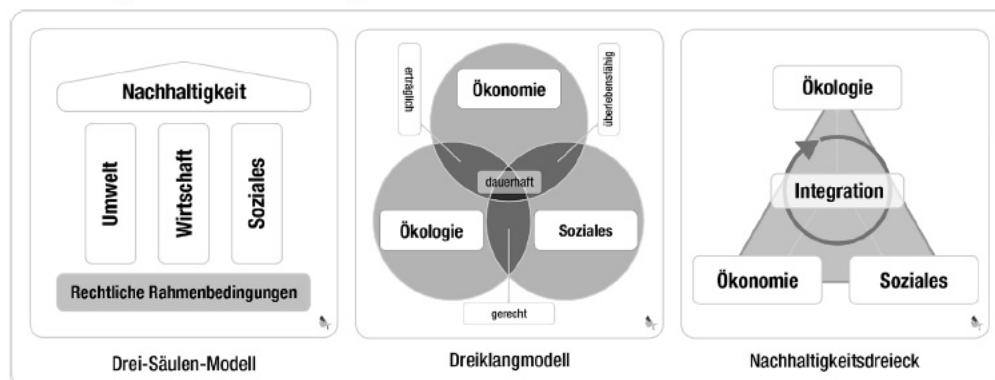 Nachhaltigkeit
Umwelt
Wirtschaft
Soziales
Rechtliche Rahmenbedingungen
Drei-Säulen-Modell
erträglich
Ökonomie
überlebensfähig
dauerhaft
Ökologie
Soziales
gerecht
Dreiklangmodell
Ökologie
Integration
Ökonomie
Soziales
Nachhaltigkeitsdreieck